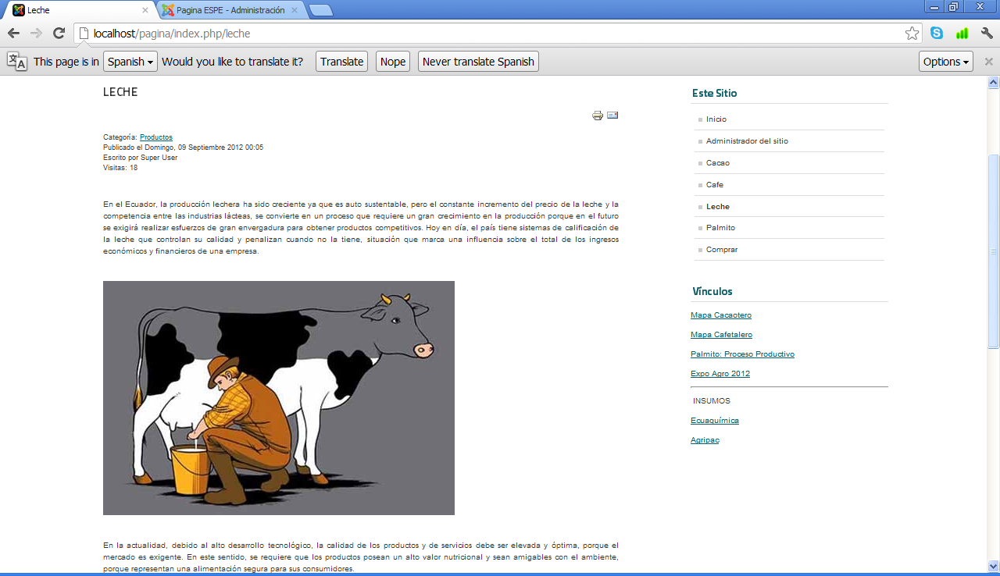 Leche
Pagina ESPE - Administración
localhost/pagina/index.php/leche
This page is in Spanish Would you like to translate it? Translate Nope Never translate Spanish Options
LECHE
Categoría: Productos
Publicado el Domingo, 09 Septiembre 2012 00:05
Escrito por Super User
Visitas: 18
En el Ecuador, la producción lechera ha sido creciente ya que es auto sustentable, pero el constante incremento del precio de la leche y la
competencia entre las industrias lácteas, se convierte en un proceso que requiere un gran crecimiento en la producción porque en el futuro
se exigirá realizar esfuerzos de gran envergadura para obtener productos competitivos. Hoy en día, el país tiene sistemas de calificación de
la leche que controlan su calidad y penalizan cuando no la tiene, situación que marca una influencia sobre el total de los ingresos
económicos y financieros de una empresa.
En la actualidad, debido al alto desarrollo tecnológico, la calidad de los productos y de servicios debe ser elevada y óptima, porque el
mercado es exigente. En este sentido, se requiere que los productos posean un alto valor nutricional y sean amigables con el ambiente,
porque representan una alimentación segura para sus consumidores.
Este Sitio
Inicio
Administrador del sitio
Cacao
Cafe
Leche
Palmito
Comprar
Vínculos
Mapa Cacaotero
Mapa Cafetalero
Palmito: Proceso Productivo
Expo Agro 2012
INSUMOS
Ecuaquímica
Agripac